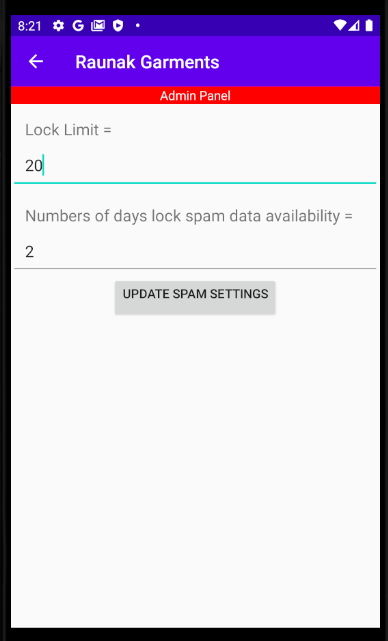 8:21
Raunak Garments
Admin Panel
Lock Limit =
20
Numbers of days lock spam data availability =
2
UPDATE SPAM SETTINGS